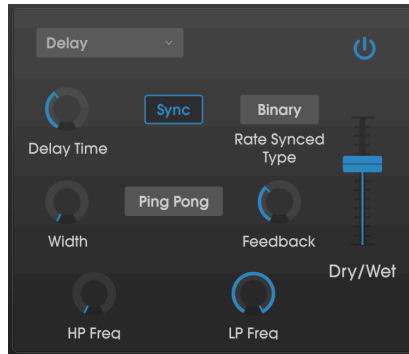 Delay
Sync
Binary
Delay Time
Rate Synced
Type
Ping Pong
Width
Feedback
Dry/Wet
HP Freq
LP Freq